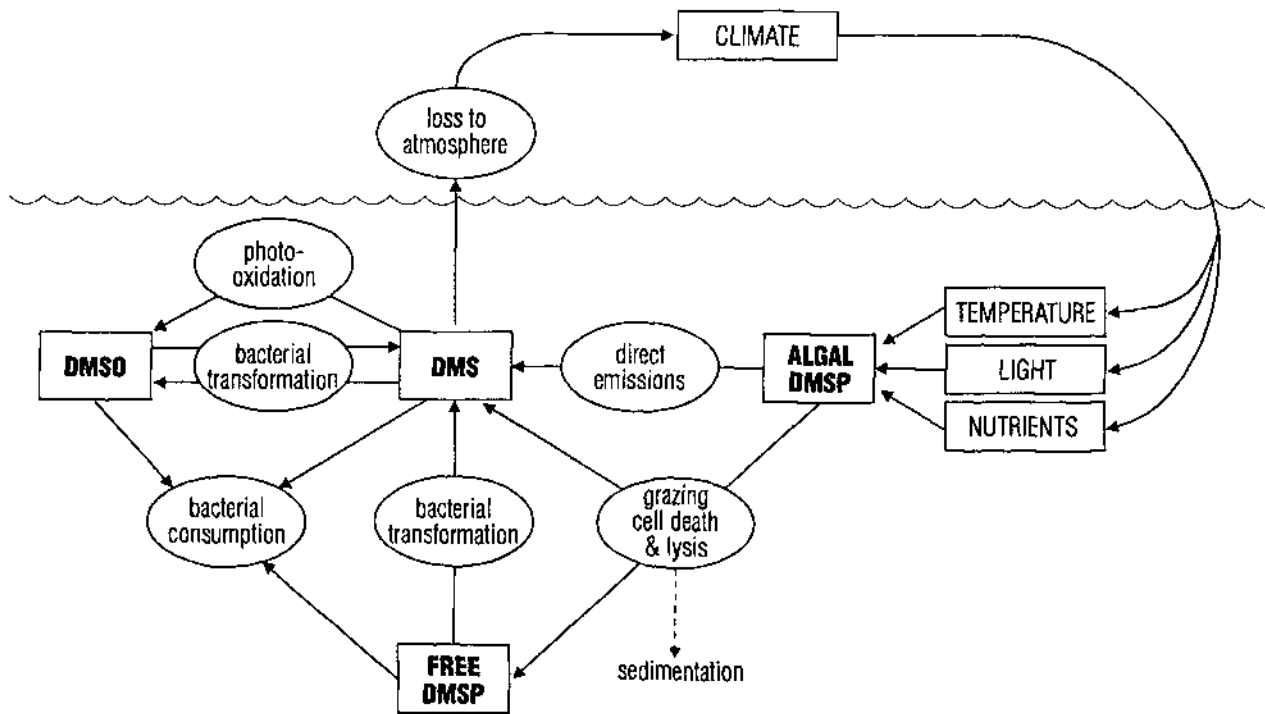 CLIMATE
loss to
atmosphere
photo-
oxidation
TEMPERATURE
DMSO
bacterial
transformation
DMS
direct
emissions
ALGAL
DMSP
LIGHT
NUTRIENTS
bacterial
consumption
bacterial
transformation
grazing
cell death
& lysis
FREE
DMSP
sedimentation